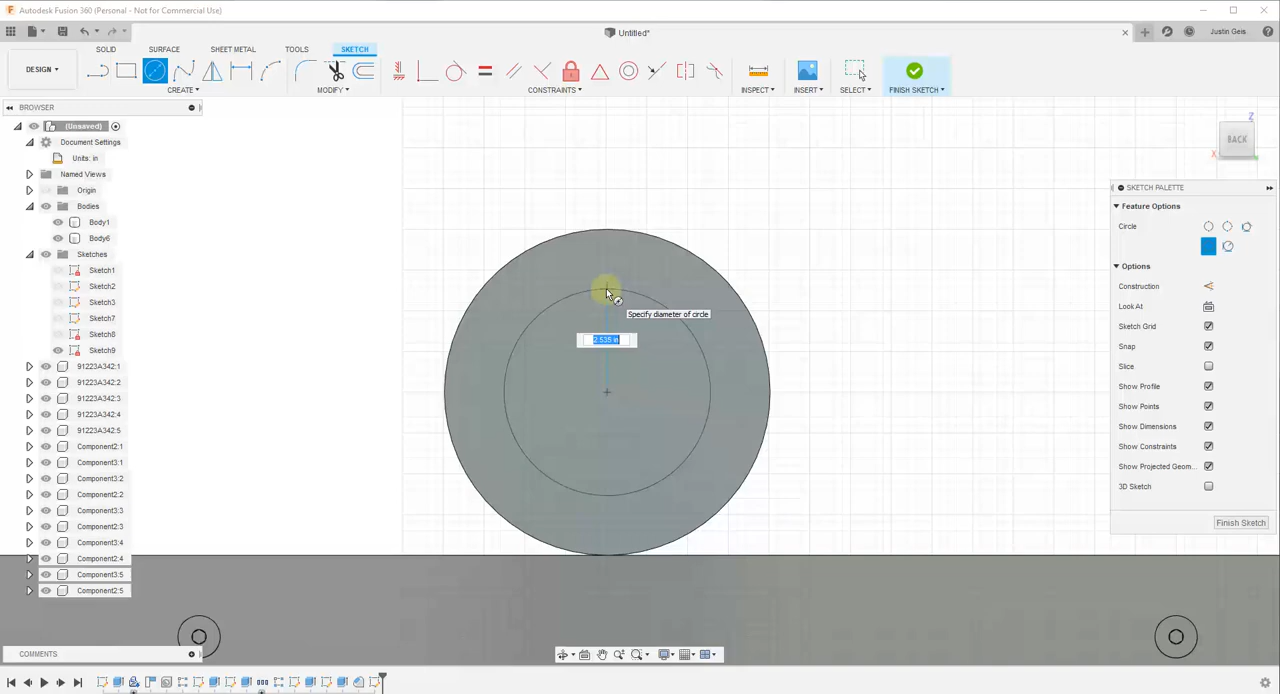 Autodesk Fusion 360 (Personal - Not for Commercial Use)
Untitled*
Justin Geis
SOLID SURFACE SHEET METAL TOOLS SKETCH
DESIGN
CREATE MODIFY CONSTRAINTS INSPECT INSERT SELECT FINISH SKETCH
BROWSER
(Unsaved)
Document Settings
Units: in
Named Views
Origin
Bodies
Body1
Body6
Sketches
Sketch1
Sketch2
Sketch3
Sketch7
Sketch8
Sketch9
91223A342:1
91223A342:2
91223A342:3
91223A342:4
91223A342:5
Component2:1
Component3:1
Component3:2
Component2:2
Component3:3
Component2:3
Component3:4
Component2:4
Component3:5
Component2:5
COMMENTS
Specify diameter of circle
2.535 in
Z
BACK
X
SKETCH PALETTE
Feature Options
Circle
Options
Construction
Look At
Sketch Grid
Snap
Slice
Show Profile
Show Points
Show Dimensions
Show Constraints
Show Projected Geom...
3D Sketch
Finish Sketch